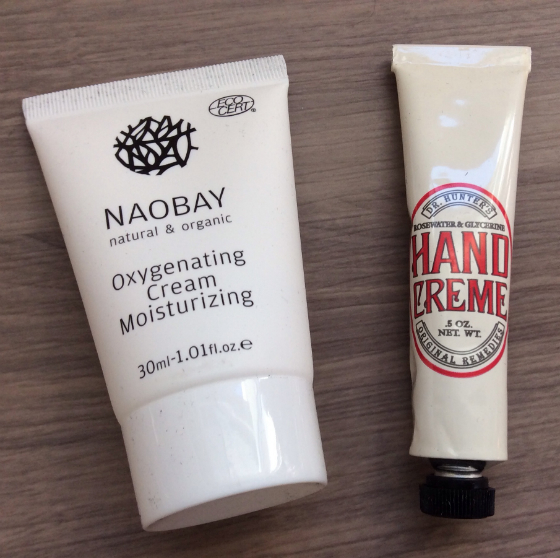 ECO
CERT®
NAOBAY
natural & organic
Oxygenating
Cream
Moisturizing
30ml-1.01fl.oz.e
DR. HUNTER'S
ROSEWATER & GLYCERINE
HAND
CREME
.5 OZ.
NET. WT.
ORIGINAL REMEDIES